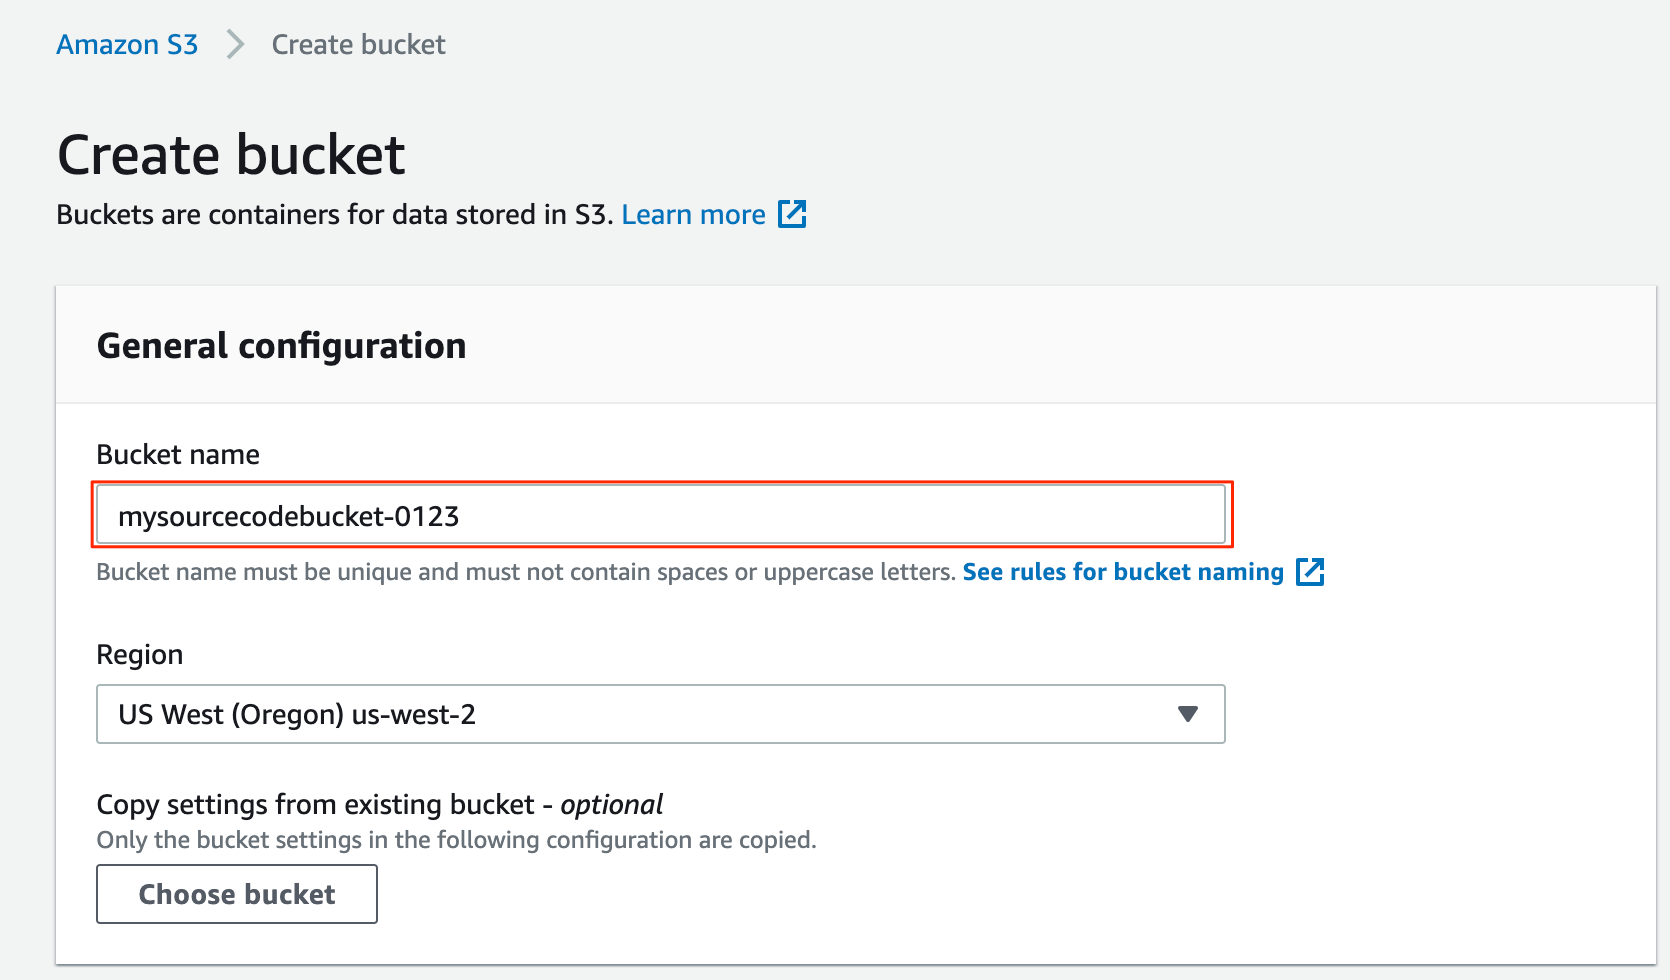 Amazon S3 Create bucket
Create bucket
Buckets are containers for data stored in S3. Learn more
General configuration
Bucket name
mysourcecodebucket-0123
Bucket name must be unique and must not contain spaces or uppercase letters. See rules for bucket naming
Region
US West (Oregon) us-west-2
Copy settings from existing bucket - optional
Only the bucket settings in the following configuration are copied.
Choose bucket